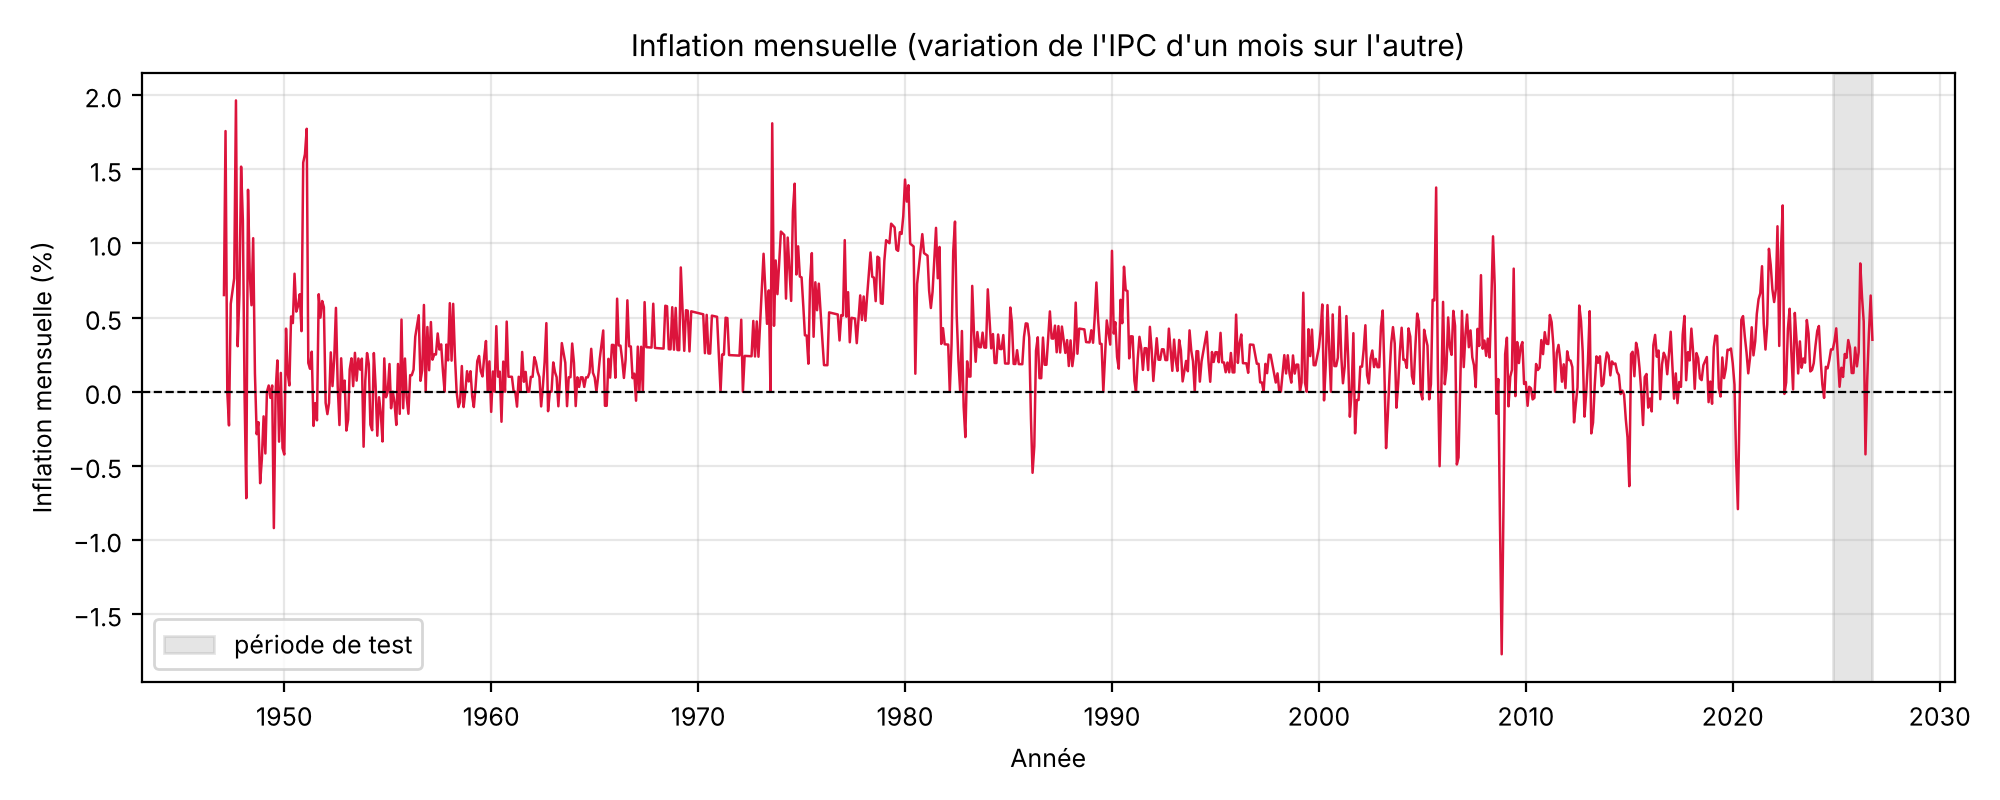 Inflation mensuelle (variation de l'IPC d'un mois sur l'autre)
Inflation mensuelle (%)
2.0
1.5
1.0
0.5
0.0
−0.5
−1.0
−1.5
période de test
1950 1960 1970 1980 1990 2000 2010 2020 2030
Année